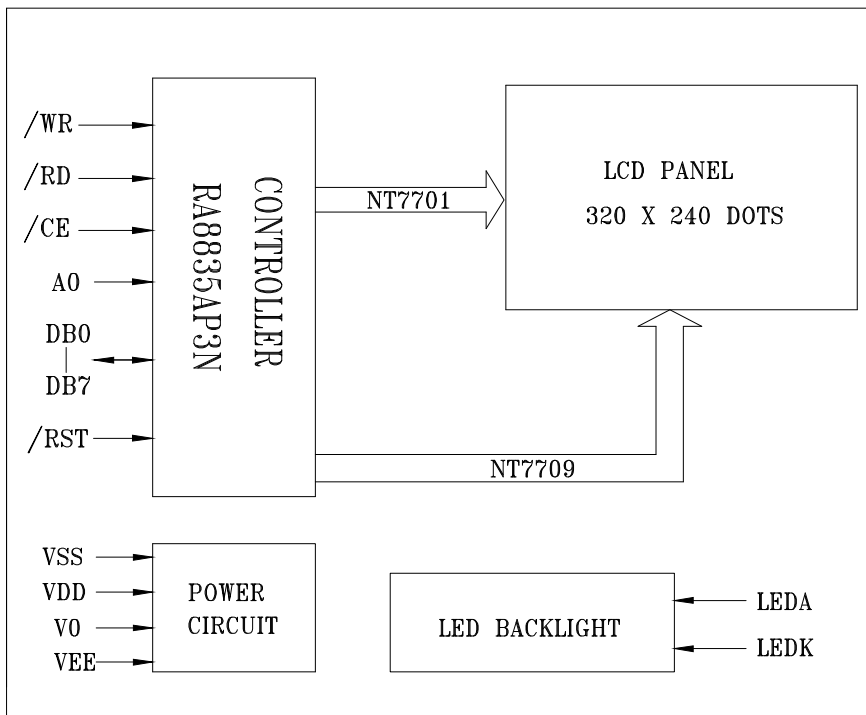 /WR
/RD
/CE
A0
DB0
DB7
/RST
CONTROLLER
RA8835AP3N
NT7701
LCD PANEL
320 X 240 DOTS
NT7709
VSS
VDD
V0
VEE
POWER
CIRCUIT
LED BACKLIGHT
LEDA
LEDK